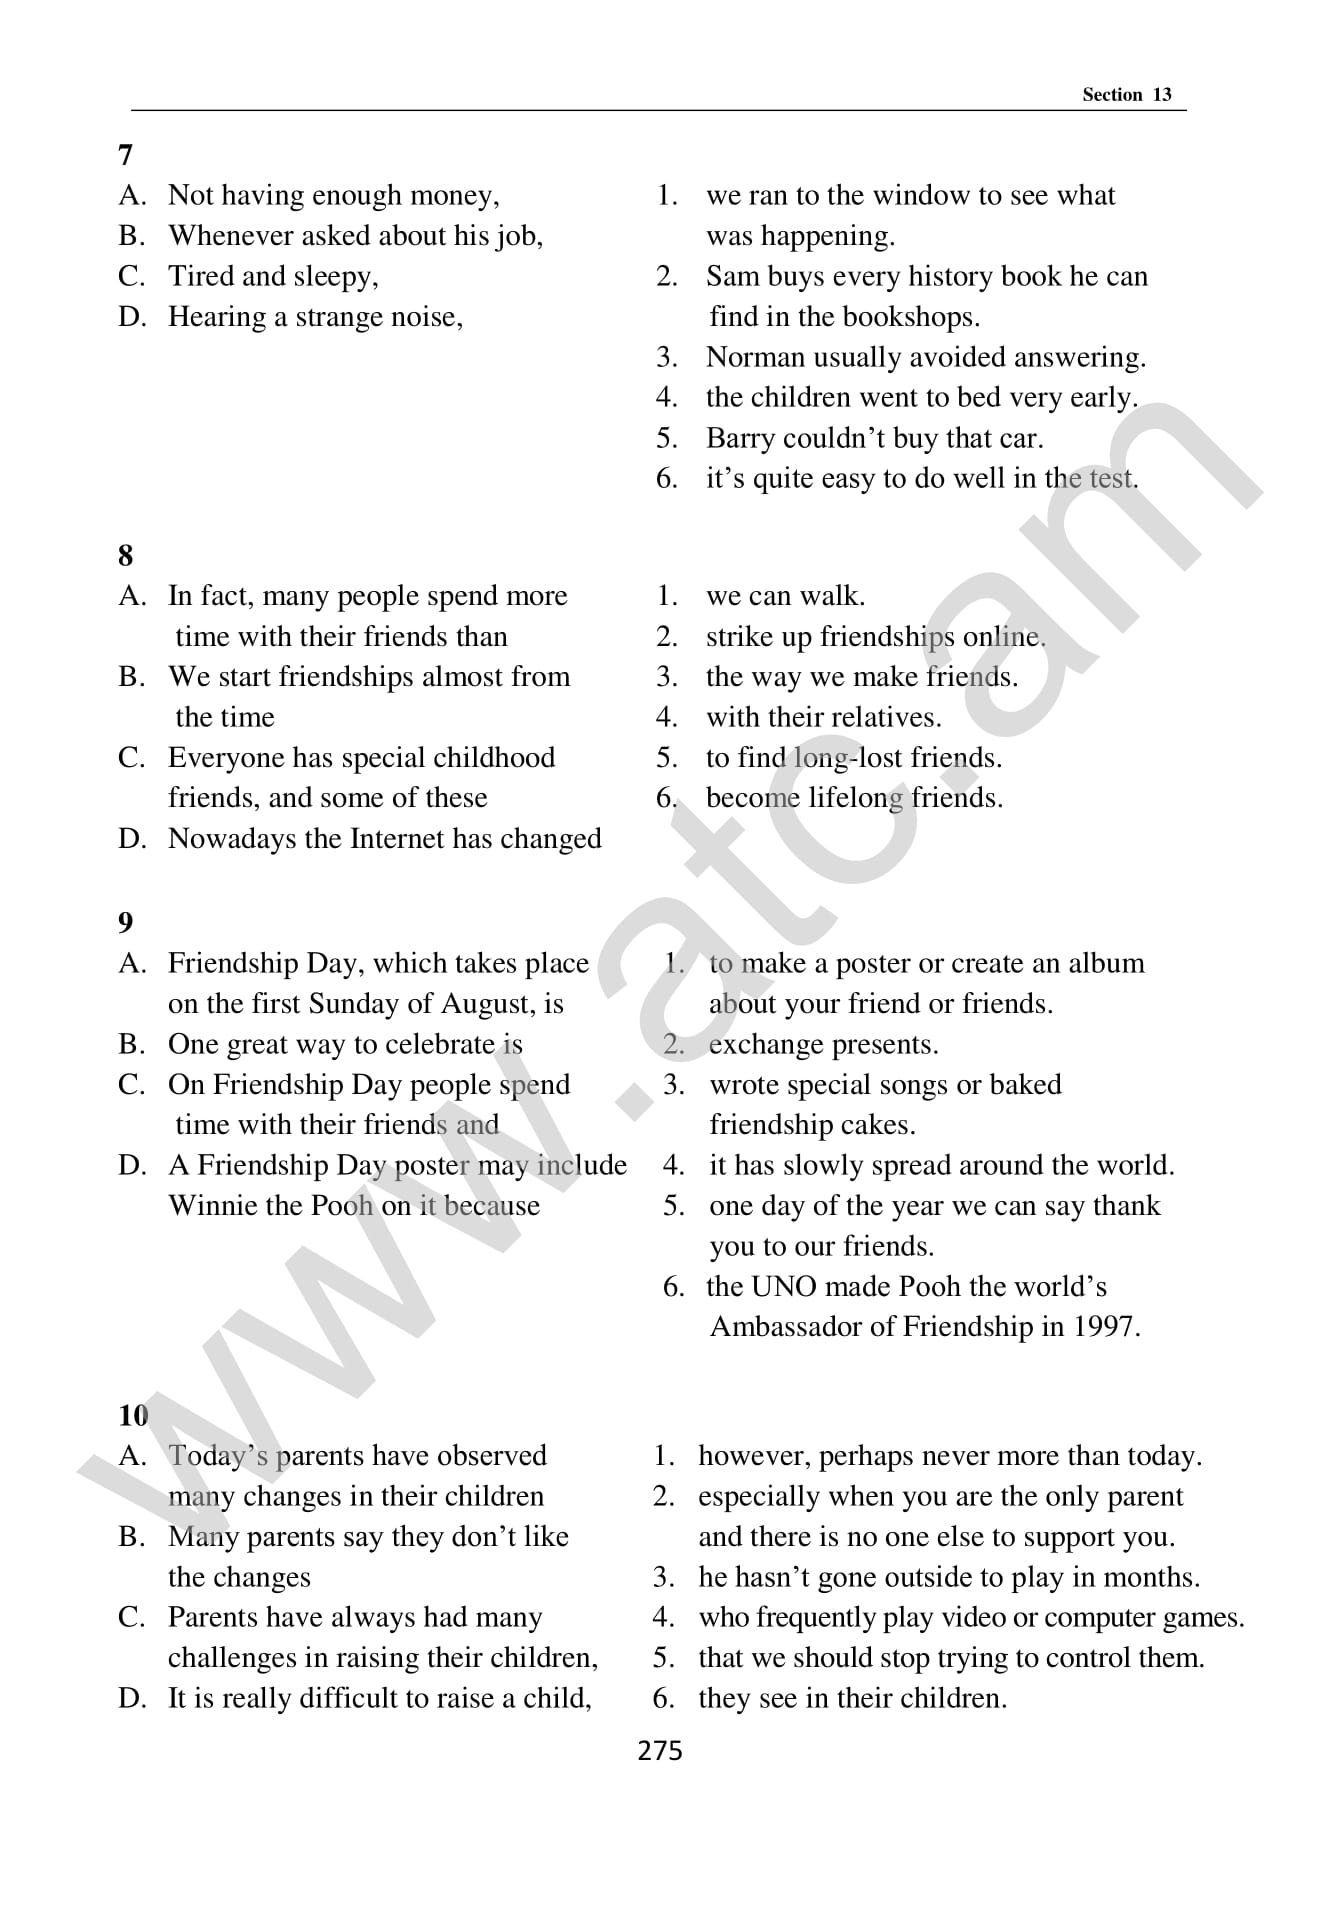 Section 13
7
A. Not having enough money,
B. Whenever asked about his job,
C. Tired and sleepy,
D. Hearing a strange noise,
1. we ran to the window to see what
was happening.
2. Sam buys every history book he can
find in the bookshops.
3. Norman usually avoided answering.
4. the children went to bed very early.
5. Barry couldn’t buy that car.
6. it’s quite easy to do well in the test.
8
A. In fact, many people spend more
time with their friends than
B. We start friendships almost from
the time
C. Everyone has special childhood
friends, and some of these
D. Nowadays the Internet has changed
1. we can walk.
2. strike up friendships online.
3. the way we make friends.
4. with their relatives.
5. to find long-lost friends.
6. become lifelong friends.
9
A. Friendship Day, which takes place
on the first Sunday of August, is
B. One great way to celebrate is
C. On Friendship Day people spend
time with their friends and
D. A Friendship Day poster may include
Winnie the Pooh on it because
1. to make a poster or create an album
about your friend or friends.
2. exchange presents.
3. wrote special songs or baked
friendship cakes.
4. it has slowly spread around the world.
5. one day of the year we can say thank
you to our friends.
6. the UNO made Pooh the world’s
Ambassador of Friendship in 1997.
10
A. Today’s parents have observed
many changes in their children
B. Many parents say they don’t like
the changes
C. Parents have always had many
challenges in raising their children,
D. It is really difficult to raise a child,
1. however, perhaps never more than today.
2. especially when you are the only parent
and there is no one else to support you.
3. he hasn’t gone outside to play in months.
4. who frequently play video or computer games.
5. that we should stop trying to control them.
6. they see in their children.
275
www.atc.am